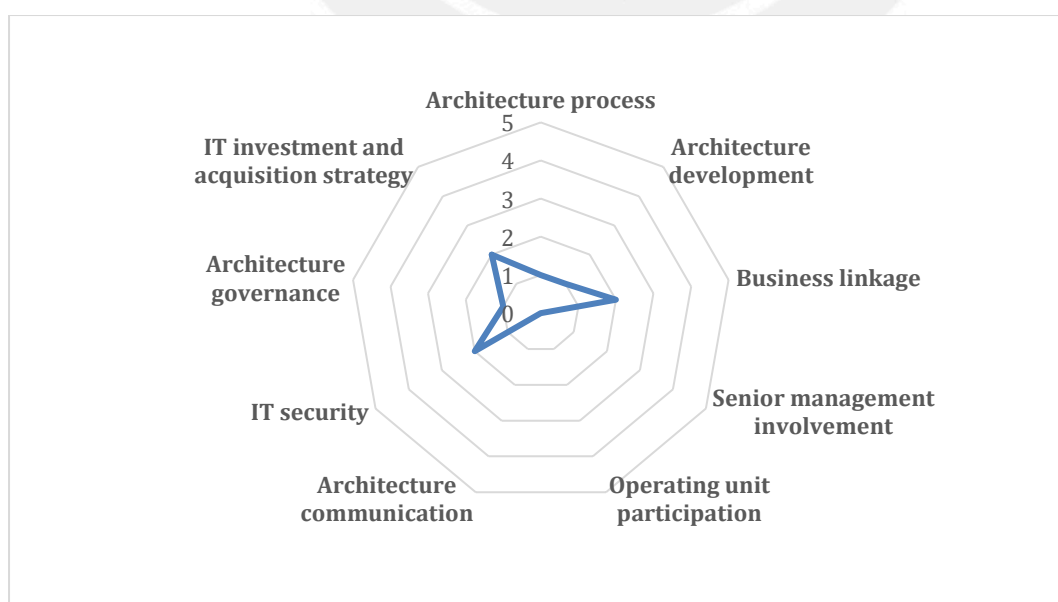 Architecture process
5
4
3
2
1
0
Architecture
development
Business linkage
Senior management
involvement
Operating unit
participation
Architecture
communication
IT security
Architecture
governance
IT investment and
acquisition strategy